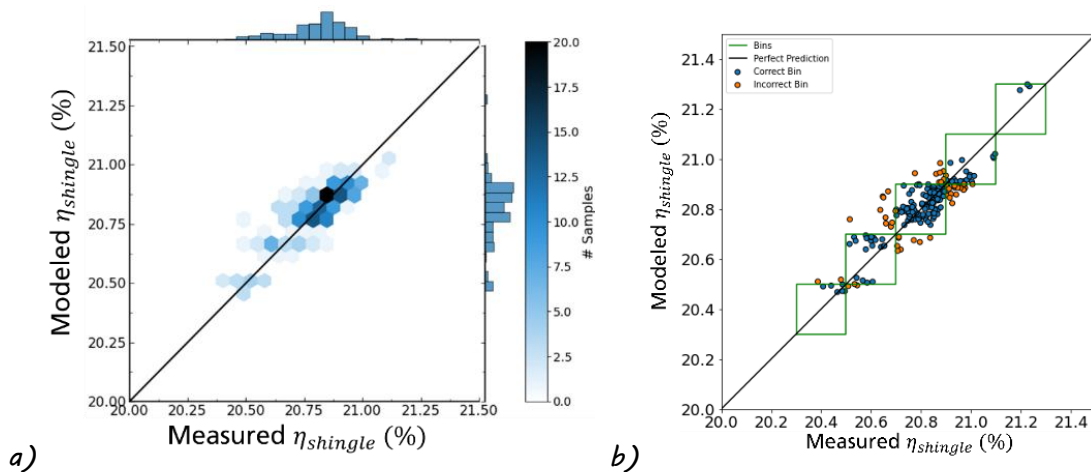 21.50
21.25
21.00
20.75
20.50
20.25
20.00
Modeled ηshingle (%)
20.00 20.25 20.50 20.75 21.00 21.25 21.50
Measured ηshingle (%)
20.0
17.5
15.0
12.5
10.0
7.5
5.0
2.5
0.0
# Samples
a)
Bins
Perfect Prediction
Correct Bin
Incorrect Bin
21.4
21.2
21.0
20.8
20.6
20.4
20.2
20.0
Modeled ηshingle (%)
20.0 20.2 20.4 20.6 20.8 21.0 21.2 21.4
Measured ηshingle (%)
b)